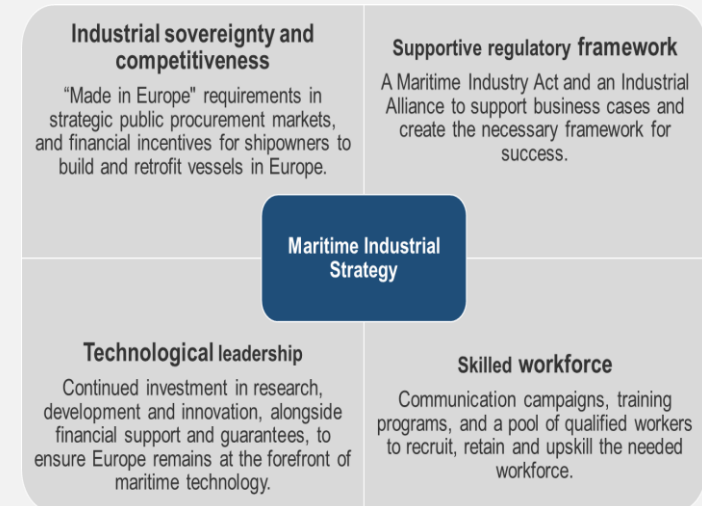 Industrial sovereignty and
competitiveness
“Made in Europe" requirements in
strategic public procurement markets,
and financial incentives for shipowners to
build and retrofit vessels in Europe.
Supportive regulatory framework
A Maritime Industry Act and an Industrial
Alliance to support business cases and
create the necessary framework for
success.
Maritime Industrial
Strategy
Technological leadership
Continued investment in research,
development and innovation, alongside
financial support and guarantees, to
ensure Europe remains at the forefront of
maritime technology.
Skilled workforce
Communication campaigns, training
programs, and a pool of qualified workers
to recruit, retain and upskill the needed
workforce.